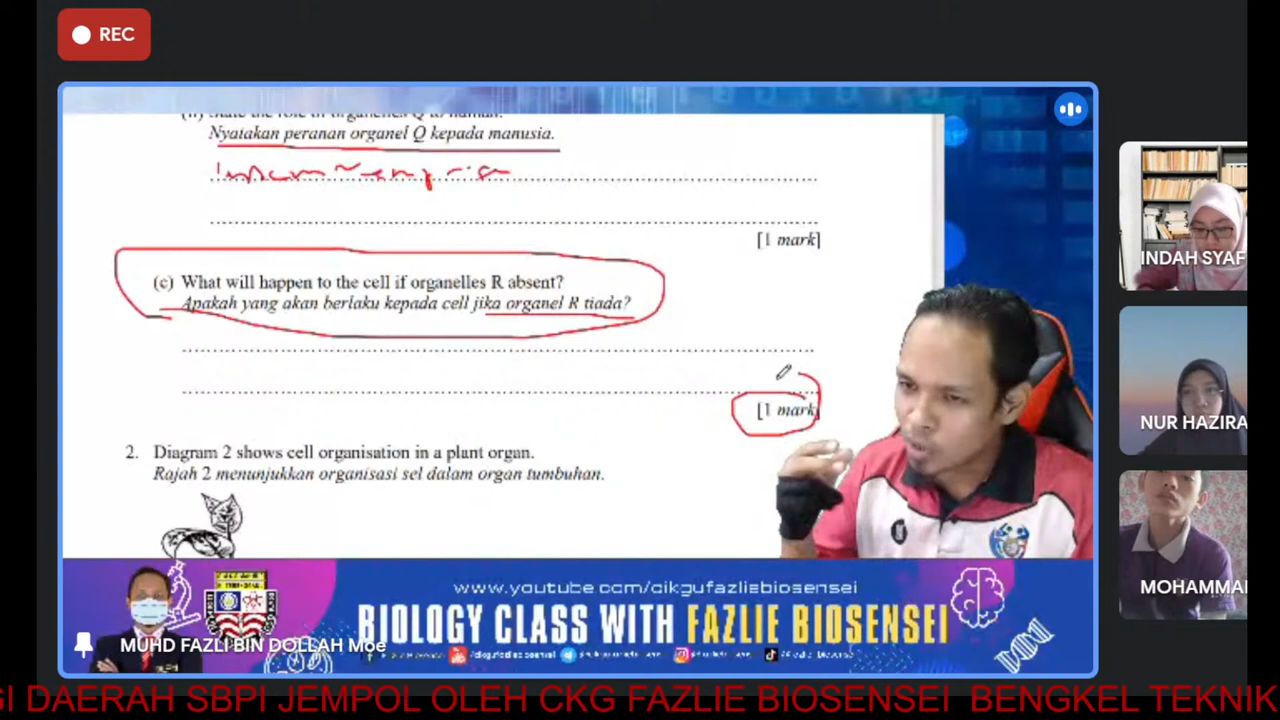 REC
Nyatakan peranan organel Q kepada manusia.
[1 mark]
(c) What will happen to the cell if organelles R absent?
Apakah yang akan berlaku kepada cell jika organel R tiada?
[1 mark]
2. Diagram 2 shows cell organisation in a plant organ.
Rajah 2 menunjukkan organisasi sel dalam organ tumbuhan.
www.youtube.com/cikgufazliebiosensei
BIOLOGY CLASS WITH FAZLIE BIOSENSEI
MUHD FAZLI BIN DOLLAH Moe
INDAH SYAF
NUR HAZIRA
MOHAMMA
GI DAERAH SBPI JEMPOL OLEH CKG FAZLIE BIOSENSEI BENGKEL TEKNIK